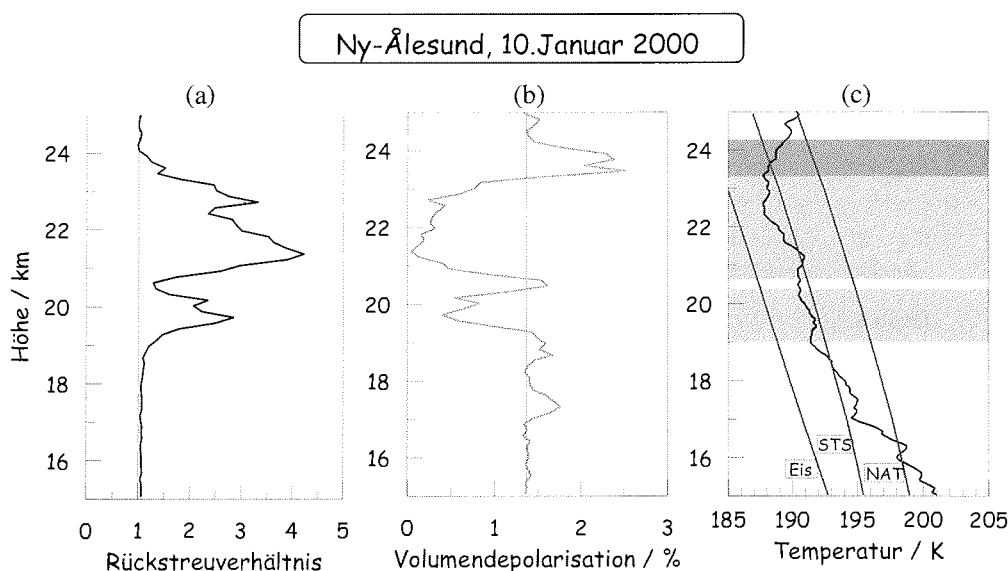 Ny-Ålesund, 10.Januar 2000
(a) (b) (c)
Höhe / km
24
22
20
18
16
0 1 2 3 4 5
Rückstreuverhältnis
24
22
20
18
16
0 1 2 3
Volumendepolarisation / %
24
22
20
18
16
Eis STS NAT
185 190 195 200 205
Temperatur / K